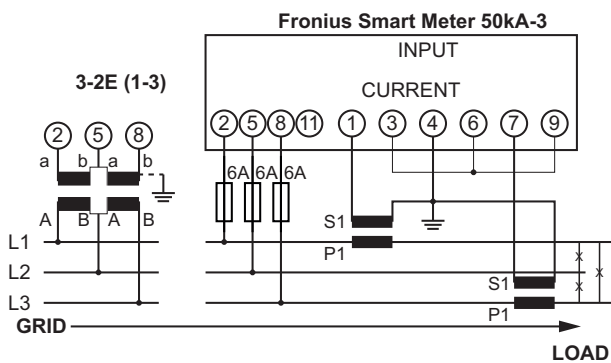 Fronius Smart Meter 50kA-3
INPUT
CURRENT
3-2E (1-3)
2 5 8
2 5 8 11 1 3 4 6 7 9
a b a b
6A 6A 6A
A B A B
S1
P1
L1
L2
S1
L3
P1
GRID
LOAD
x
x x